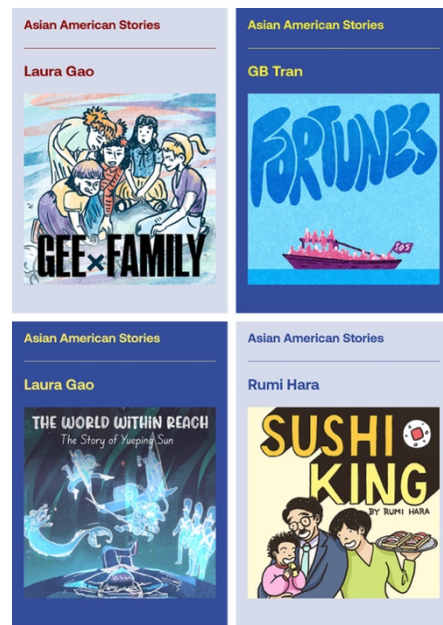 Asian American Stories
Laura Gao
GEE×FAMILY
Asian American Stories
GB Tran
FORTUNES
SOS
Asian American Stories
Laura Gao
THE WORLD WITHIN REACH
The Story of Yueping Sun
Asian American Stories
Rumi Hara
SUSHI
KING
BY RUMI HARA